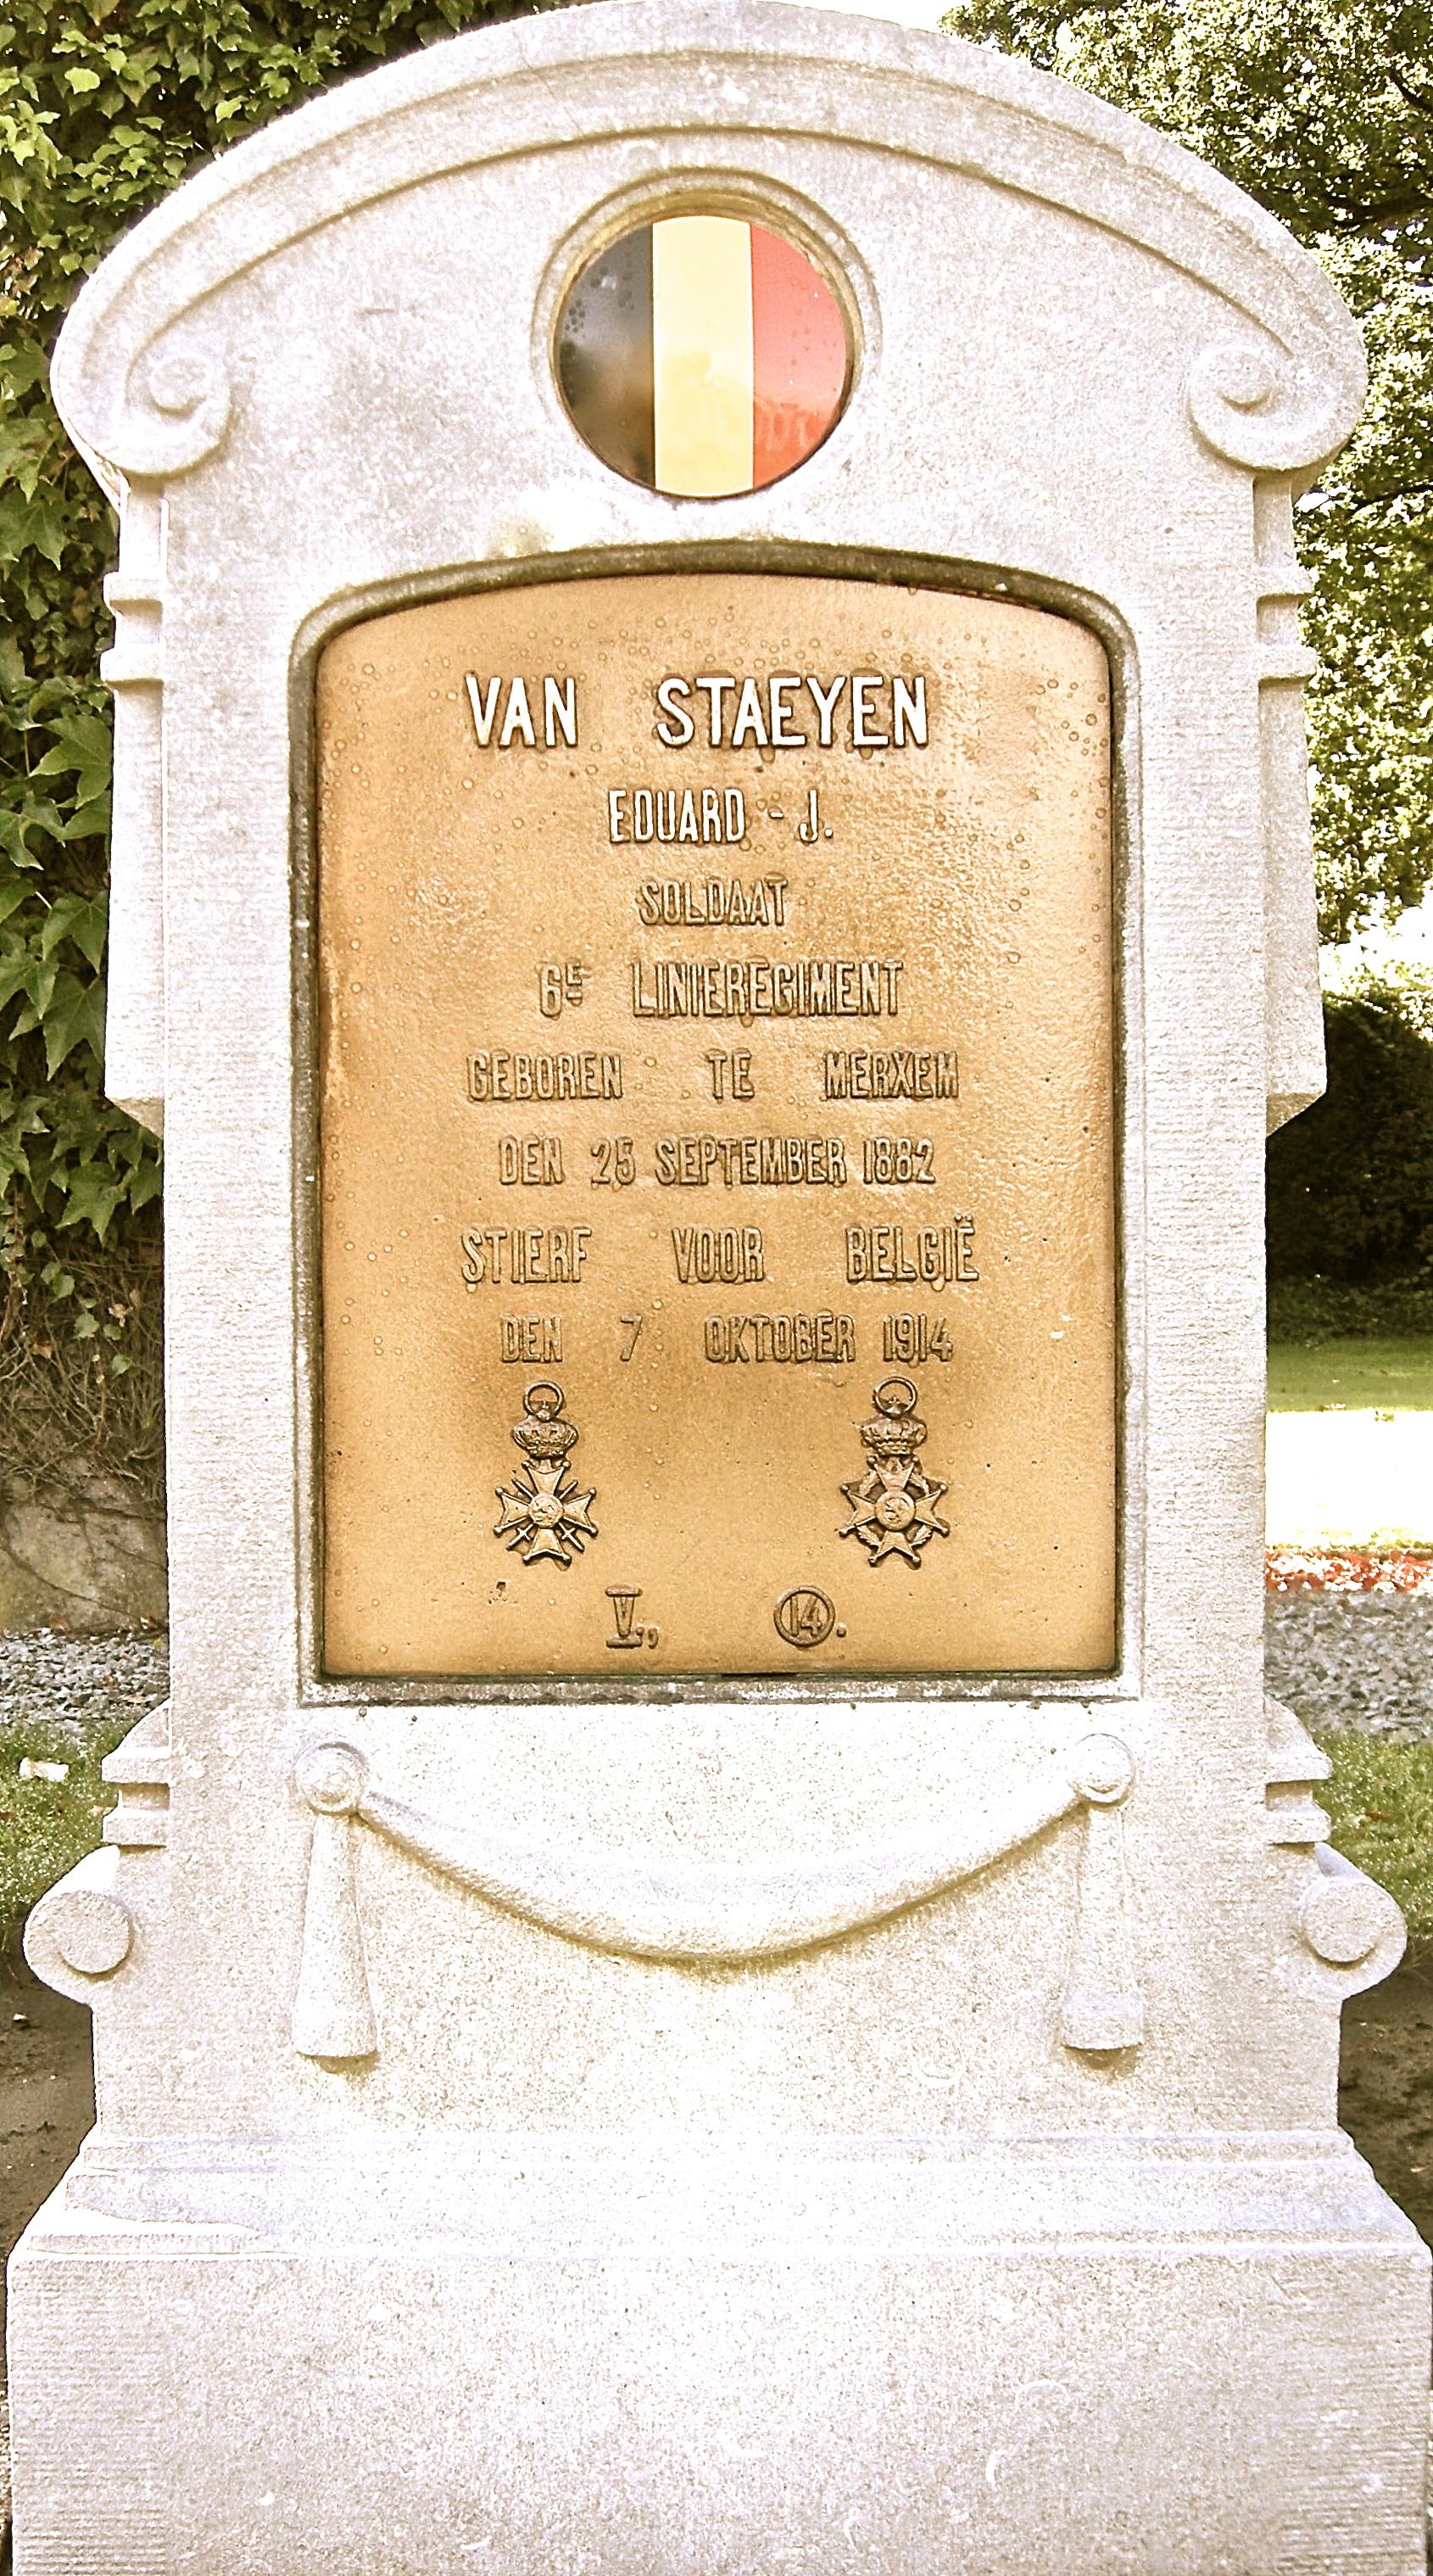 VAN STAEYEN
EDUARD - J.
SOLDAAT
6E LINIEREGIMENT
GEBOREN TE MERXEM
DEN 25 SEPTEMBER 1882
STIERF VOOR BELGIË
DEN 7 OKTOBER 1914
V., 14.